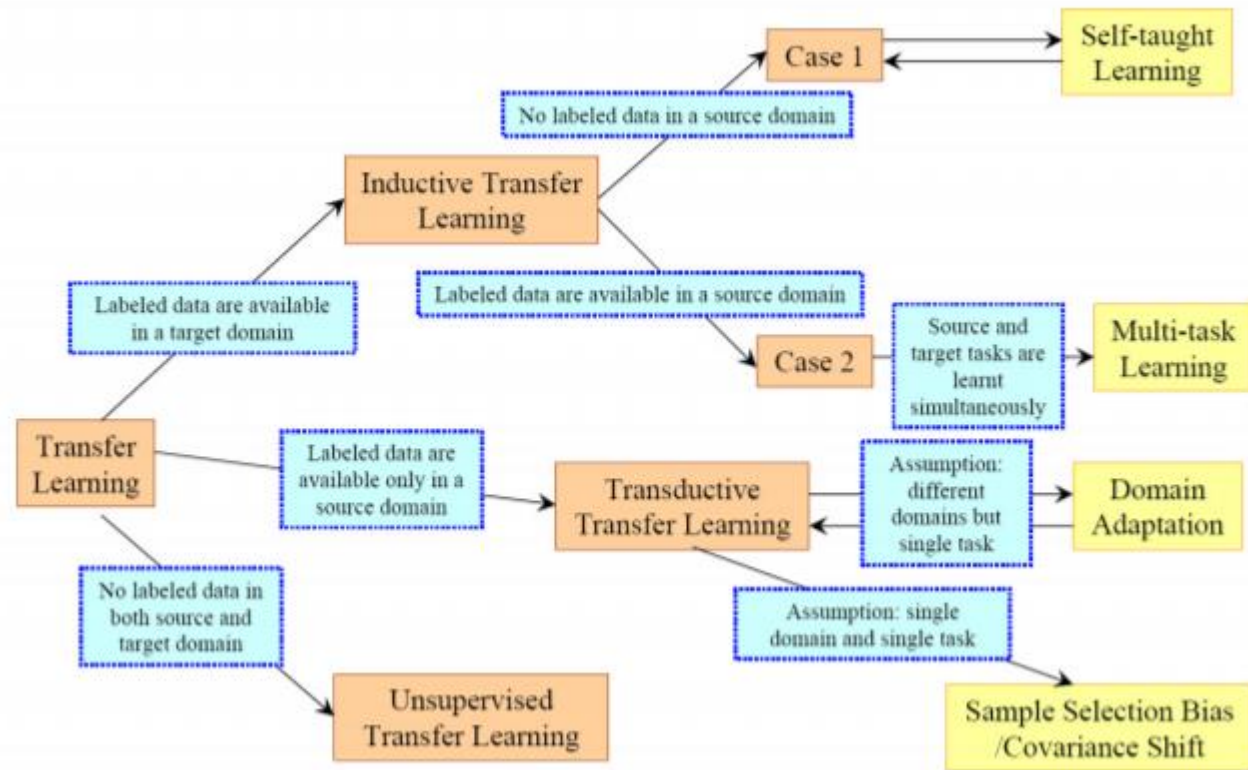 Case 1
Self-taught
Learning
No labeled data in a source domain
Inductive Transfer
Learning
Labeled data are available
in a target domain
Labeled data are available in a source domain
Case 2
Source and
target tasks are
learnt
simultaneously
Multi-task
Learning
Transfer
Learning
Labeled data are
available only in a
source domain
Transductive
Transfer Learning
Assumption:
different
domains but
single task
Domain
Adaptation
No labeled data in
both source and
target domain
Assumption: single
domain and single task
Unsupervised
Transfer Learning
Sample Selection Bias
/Covariance Shift